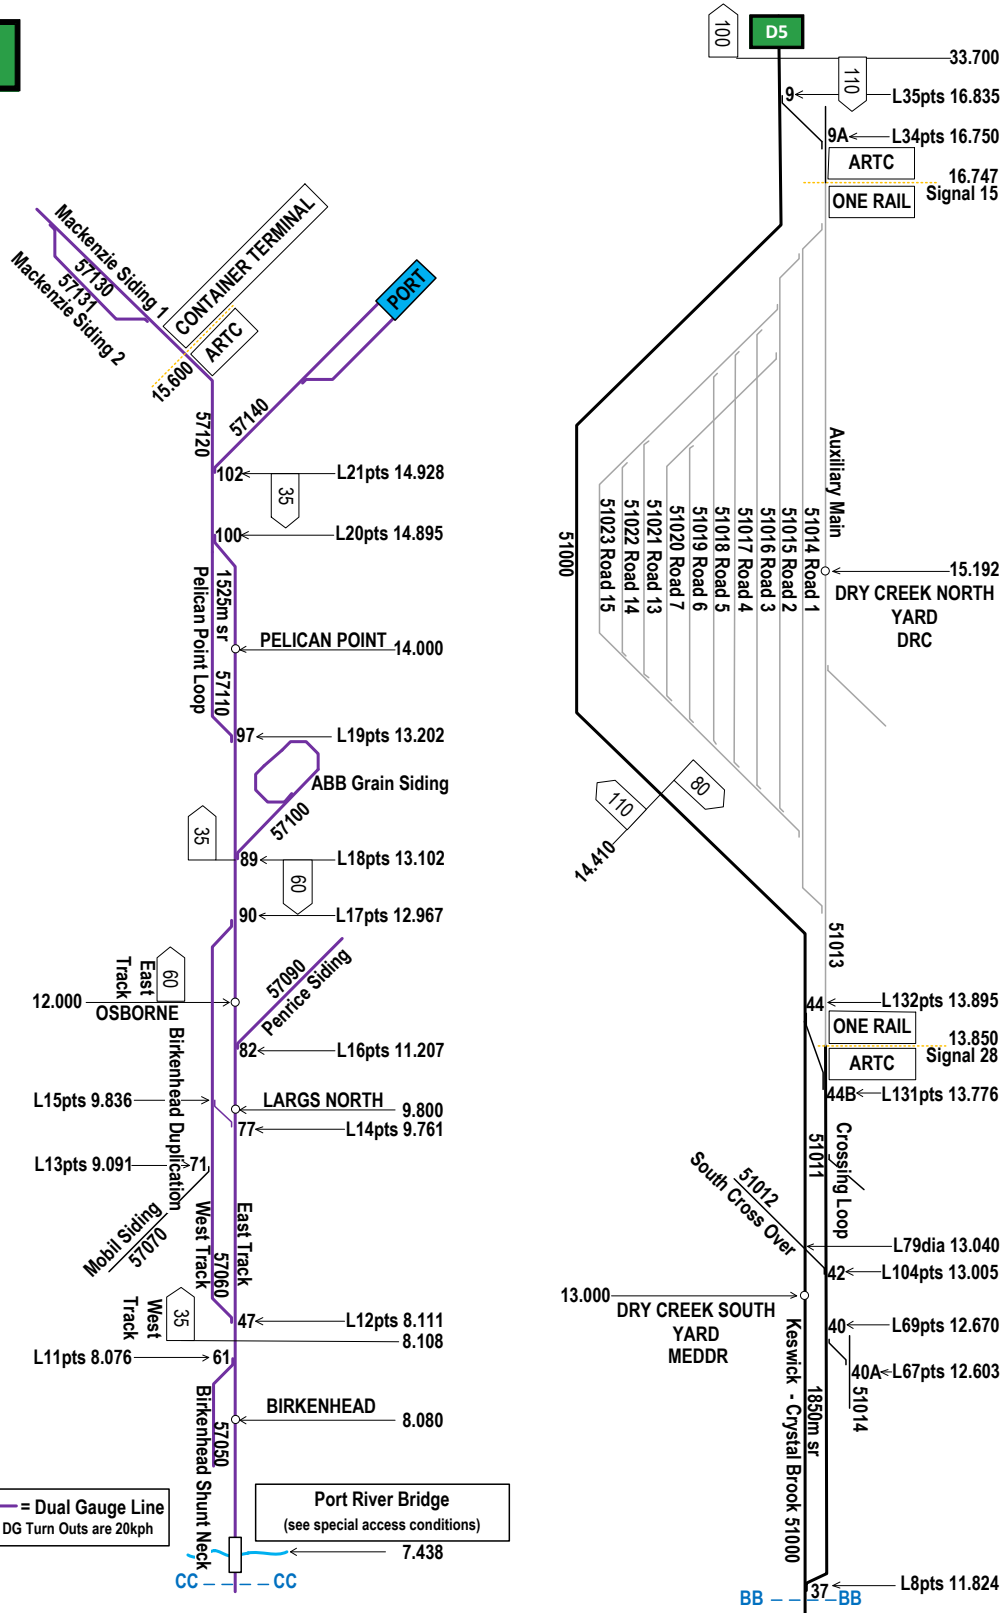 D5
100
33.700
110
9
L35pts 16.835
9A
L34pts 16.750
ARTC
16.747
ONE RAIL
Signal 15
Mackenzie Siding 1
57130
57131
Mackenzie Siding 2
CONTAINER TERMINAL
ARTC
15.600
PORT
57120
57140
102
L21pts 14.928
35
100
L20pts 14.895
1525m sr
Pelican Point Loop
PELICAN POINT
14.000
57110
97
L19pts 13.202
ABB Grain Siding
57100
35
89
L18pts 13.102
60
90
L17pts 12.967
East
Track
60
57090
Penrice Siding
12.000
OSBORNE
82
L16pts 11.207
Birkenhead Duplication
L15pts 9.836
LARGS NORTH
9.800
77
L14pts 9.761
L13pts 9.091
71
Mobil Siding
57070
West Track
57060
East Track
West
Track
35
47
L12pts 8.111
8.108
L11pts 8.076
61
BIRKENHEAD
8.080
57050
Birkenhead Shunt Neck
= Dual Gauge Line
DG Turn Outs are 20kph
Port River Bridge
(see special access conditions)
7.438
CC
CC
51000
51023 Road 15
51022 Road 14
51021 Road 13
51020 Road 7
51019 Road 6
51018 Road 5
51017 Road 4
51016 Road 3
51015 Road 2
51014 Road 1
Auxiliary Main
15.192
DRY CREEK NORTH
YARD
DRC
80
110
14.410
51013
44
L132pts 13.895
ONE RAIL
13.850
ARTC
Signal 28
44B
L131pts 13.776
51011
Crossing Loop
51012
South Cross Over
L79dia 13.040
42
L104pts 13.005
13.000
DRY CREEK SOUTH
YARD
MEDDR
40
L69pts 12.670
40A
L67pts 12.603
51014
Keswick - Crystal Brook 51000
1850m sr
37
L8pts 11.824
BB
BB